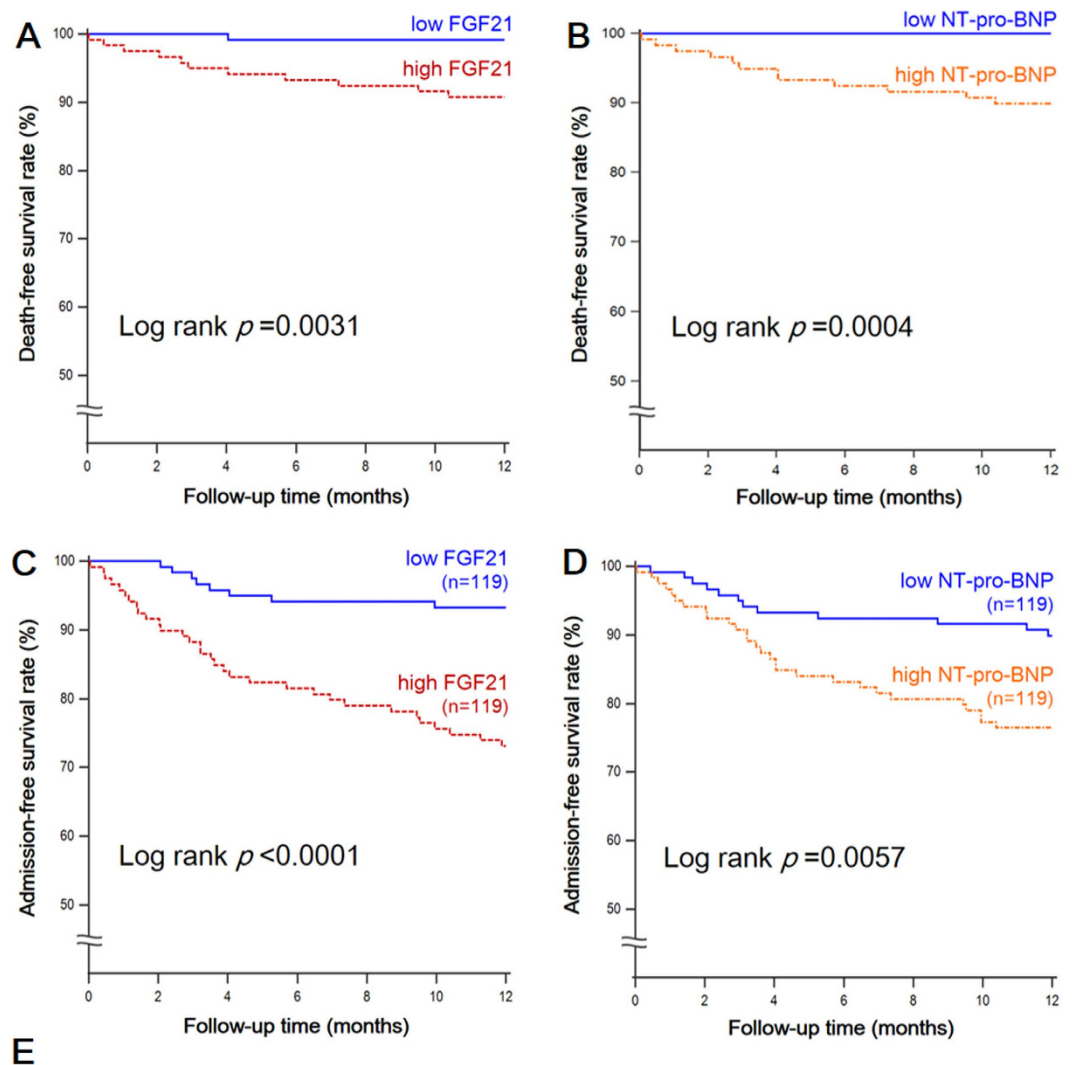 A
low FGF21
high FGF21
Death-free survival rate (%)
100
90
80
70
60
50
Log rank p =0.0031
0 2 4 6 8 10 12
Follow-up time (months)
B
low NT-pro-BNP
high NT-pro-BNP
Death-free survival rate (%)
100
90
80
70
60
50
Log rank p =0.0004
0 2 4 6 8 10 12
Follow-up time (months)
C
low FGF21
(n=119)
high FGF21
(n=119)
Admission-free survival rate (%)
100
90
80
70
60
50
Log rank p <0.0001
0 2 4 6 8 10 12
Follow-up time (months)
D
low NT-pro-BNP
(n=119)
high NT-pro-BNP
(n=119)
Admission-free survival rate (%)
100
90
80
70
60
50
Log rank p =0.0057
0 2 4 6 8 10 12
Follow-up time (months)
E